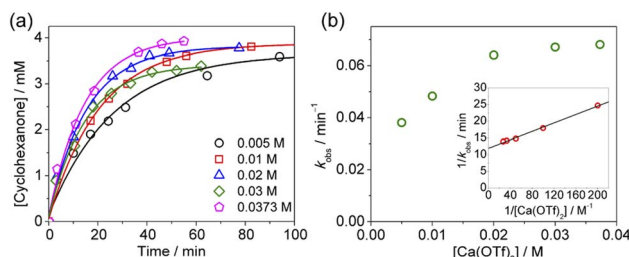 (a)
[Cyclohexanone] / mM
4
3
2
1
0
0.005 M
0.01 M
0.02 M
0.03 M
0.0373 M
0 20 40 60 80 100
Time / min
(b)
k_obs / min⁻¹
0.06
0.04
0.02
0.00
1/k_obs / min
30
25
20
15
10
5
0
0 40 80 120 160 200
1/[Ca(OTf)₂] / M⁻¹
0.00 0.01 0.02 0.03 0.04
[Ca(OTf)₂] / M